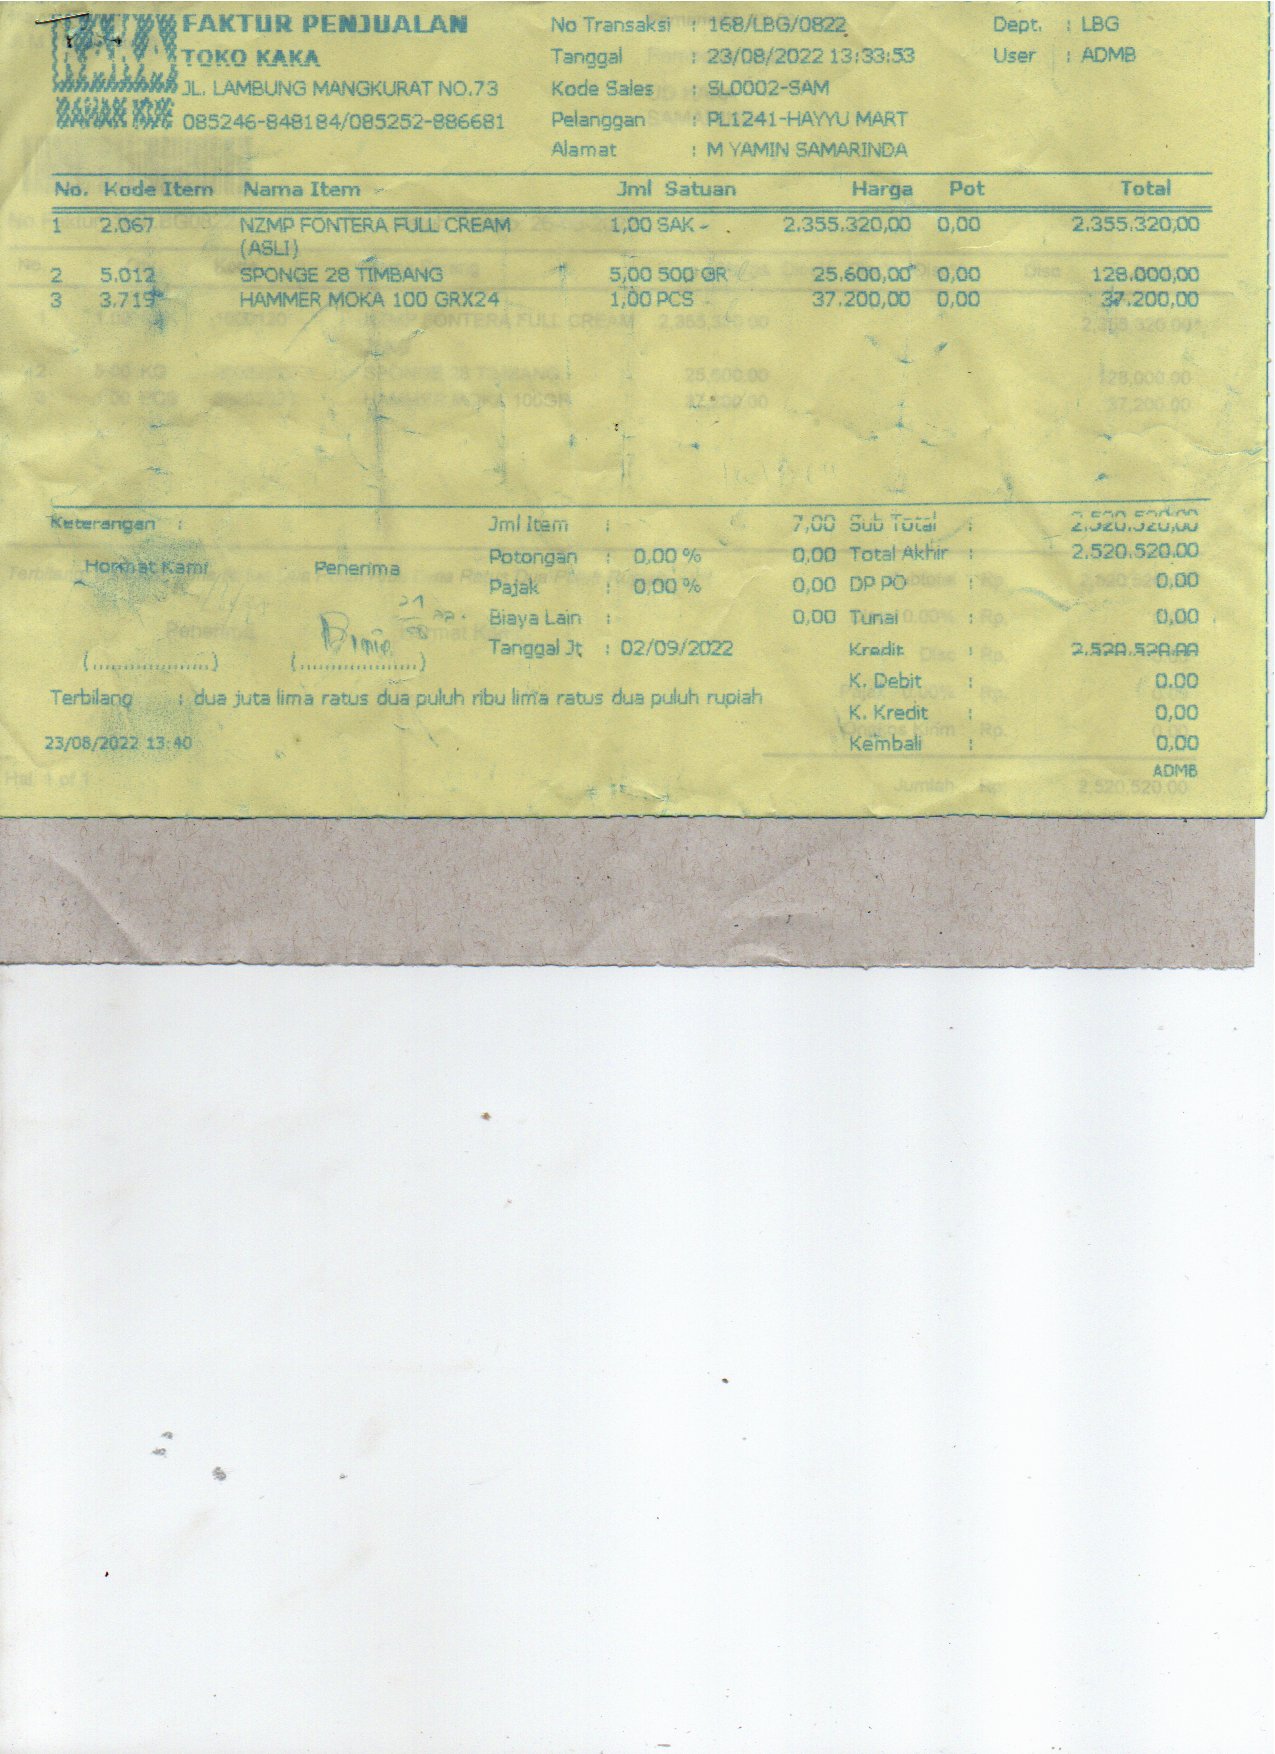 FAKTUR PENJUALAN
TOKO KAKA
JL. LAMBUNG MANGKURAT NO.73
085246-848184/085252-886681
No Transaksi : 168/LBG/0822
Tanggal : 23/08/2022 13:33:53
Kode Sales : SL0002-SAM
Pelanggan : PL1241-HAYYU MART
Alamat : M YAMIN SAMARINDA
Dept. : LBG
User : ADMB
No. Kode Item Nama Item Jml Satuan Harga Pot Total
1 2.067 NZMP FONTERA FULL CREAM 1,00 SAK 2.355.320,00 0,00 2.355.320,00
(ASLI)
2 5.012 SPONGE 28 TIMBANG 5,00 500 GR 25.600,00 0,00 128.000,00
3 3.719 HAMMER MOKA 100 GRX24 1,00 PCS 37.200,00 0,00 37.200,00
Keterangan : Jml Item : 7,00 Sub Total : 2.520.520,00
Hormat Kami Penerima Potongan : 0,00 % 0,00 Total Akhir : 2.520.520,00
Pajak : 0,00 % 0,00 DP PO : 0,00
Biaya Lain : 0,00 Tunai : 0,00
(..................) (..................) Tanggal Jt : 02/09/2022 Kredit : 2.520.520,00
K. Debit : 0,00
Terbilang : dua juta lima ratus dua puluh ribu lima ratus dua puluh rupiah
K. Kredit : 0,00
23/08/2022 13:40 Kembali : 0,00
ADMB